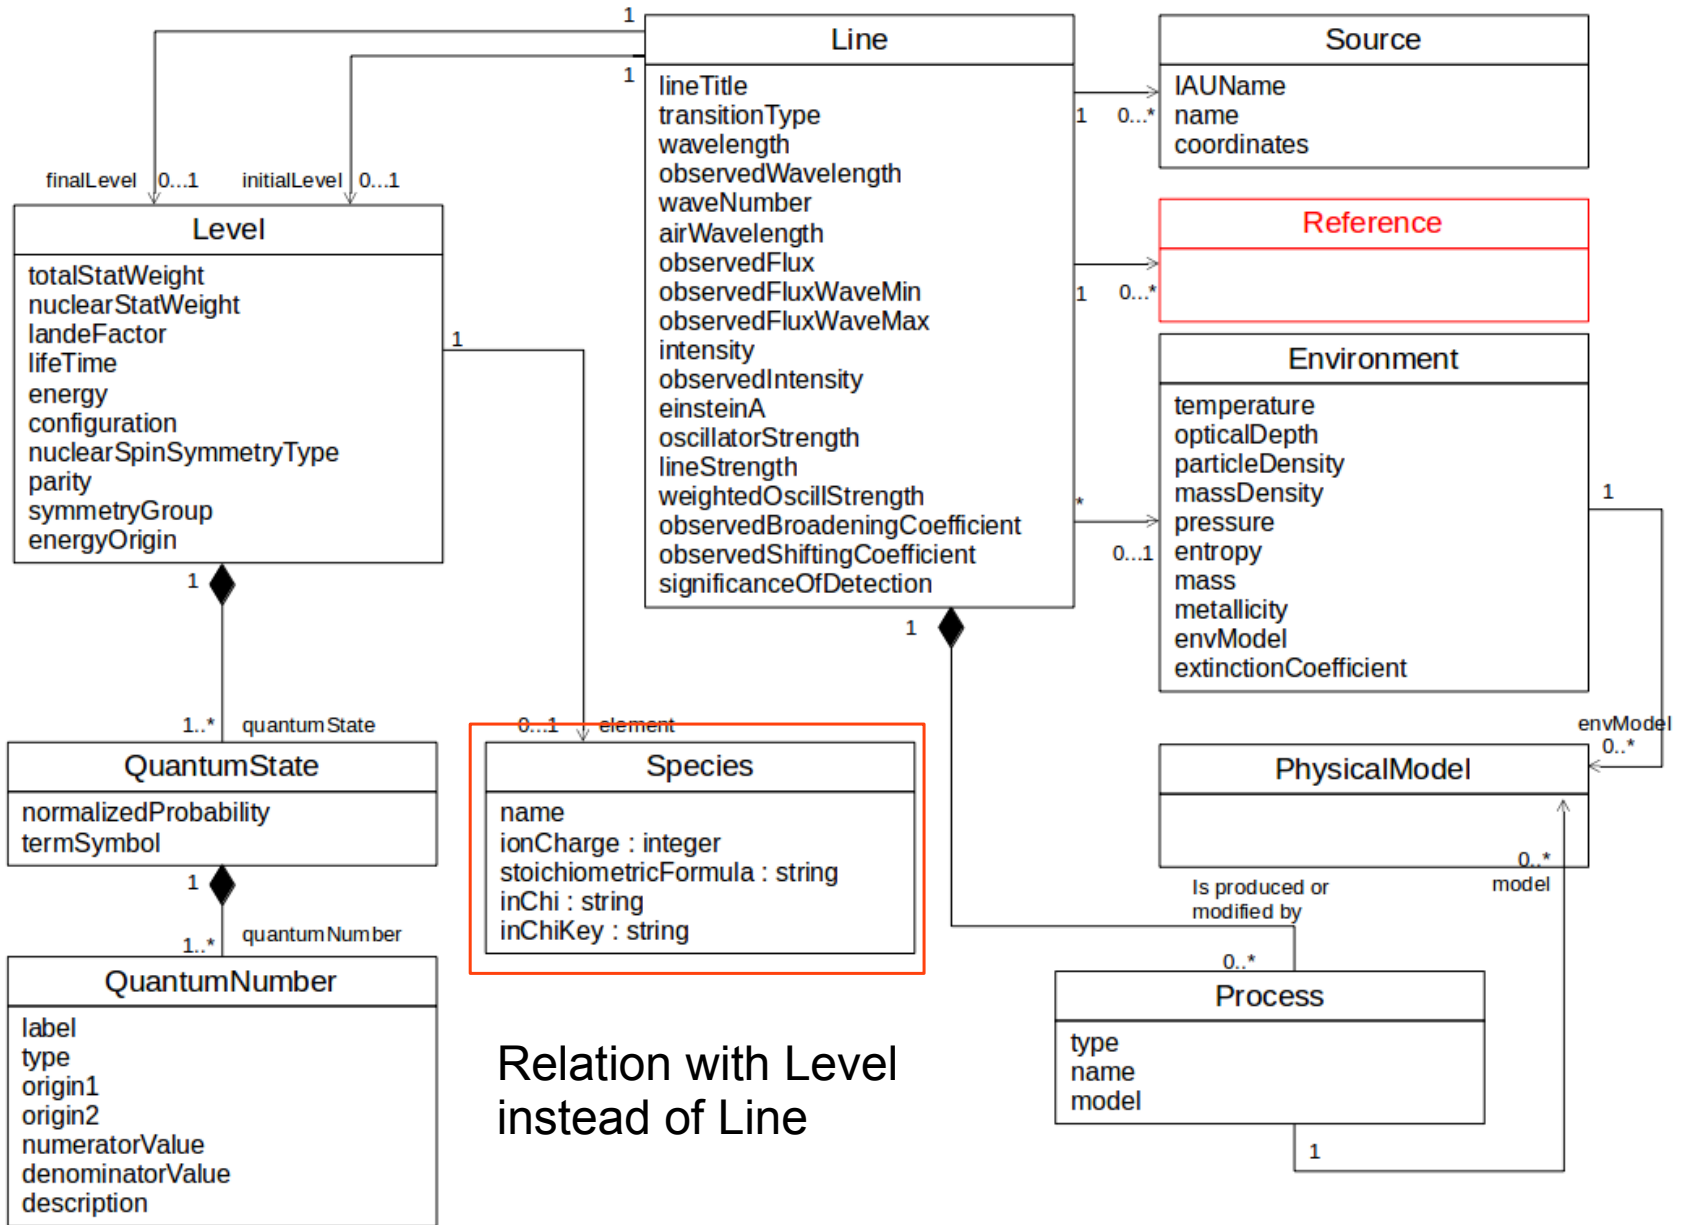 1
1
finalLevel 0...1
initialLevel 0...1
Line
lineTitle
transitionType
wavelength
observedWavelength
waveNumber
airWavelength
observedFlux
observedFluxWaveMin
observedFluxWaveMax
intensity
observedIntensity
einsteinA
oscillatorStrength
lineStrength
weightedOscillStrength
observedBroadeningCoefficient
observedShiftingCoefficient
significanceOfDetection
1 0...*
Source
IAUName
name
coordinates
1 0...*
Reference
*
0...1
Environment
temperature
opticalDepth
particleDensity
massDensity
pressure
entropy
mass
metallicity
envModel
extinctionCoefficient
1
envModel
0..*
Level
totalStatWeight
nuclearStatWeight
landeFactor
lifeTime
energy
configuration
nuclearSpinSymmetryType
parity
symmetryGroup
energyOrigin
1
1
1..* quantumState
QuantumState
normalizedProbability
termSymbol
1
1..* quantumNumber
QuantumNumber
label
type
origin1
origin2
numeratorValue
denominatorValue
description
0...1 element
Species
name
ionCharge : integer
stoichiometricFormula : string
inChi : string
inChiKey : string
Relation with Level
instead of Line
1
PhysicalModel
0..*
model
Is produced or
modified by
0..*
Process
type
name
model
1